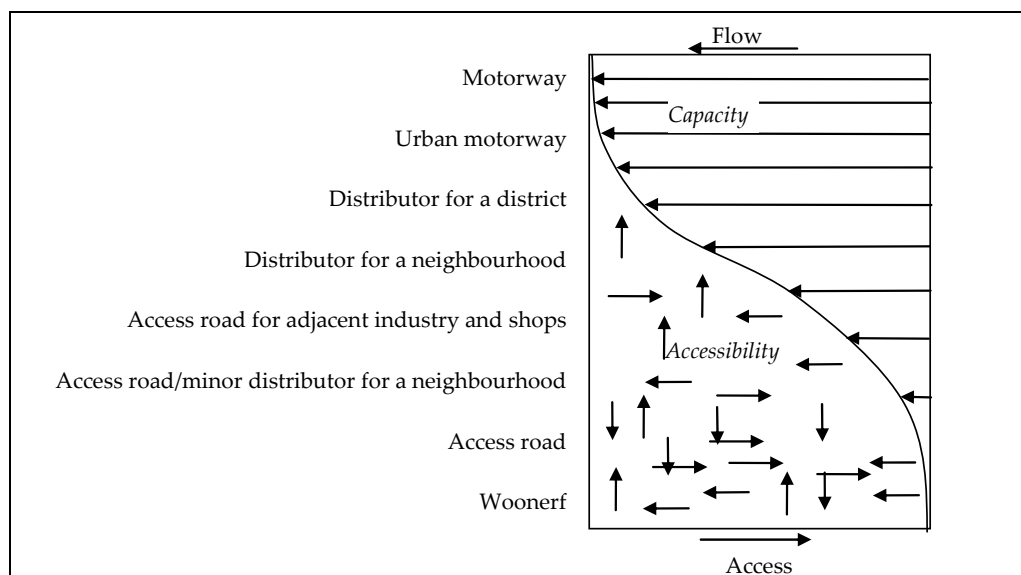 Flow
Motorway
Capacity
Urban motorway
Distributor for a district
Distributor for a neighbourhood
Access road for adjacent industry and shops
Accessibility
Access road/minor distributor for a neighbourhood
Access road
Woonerf
Access